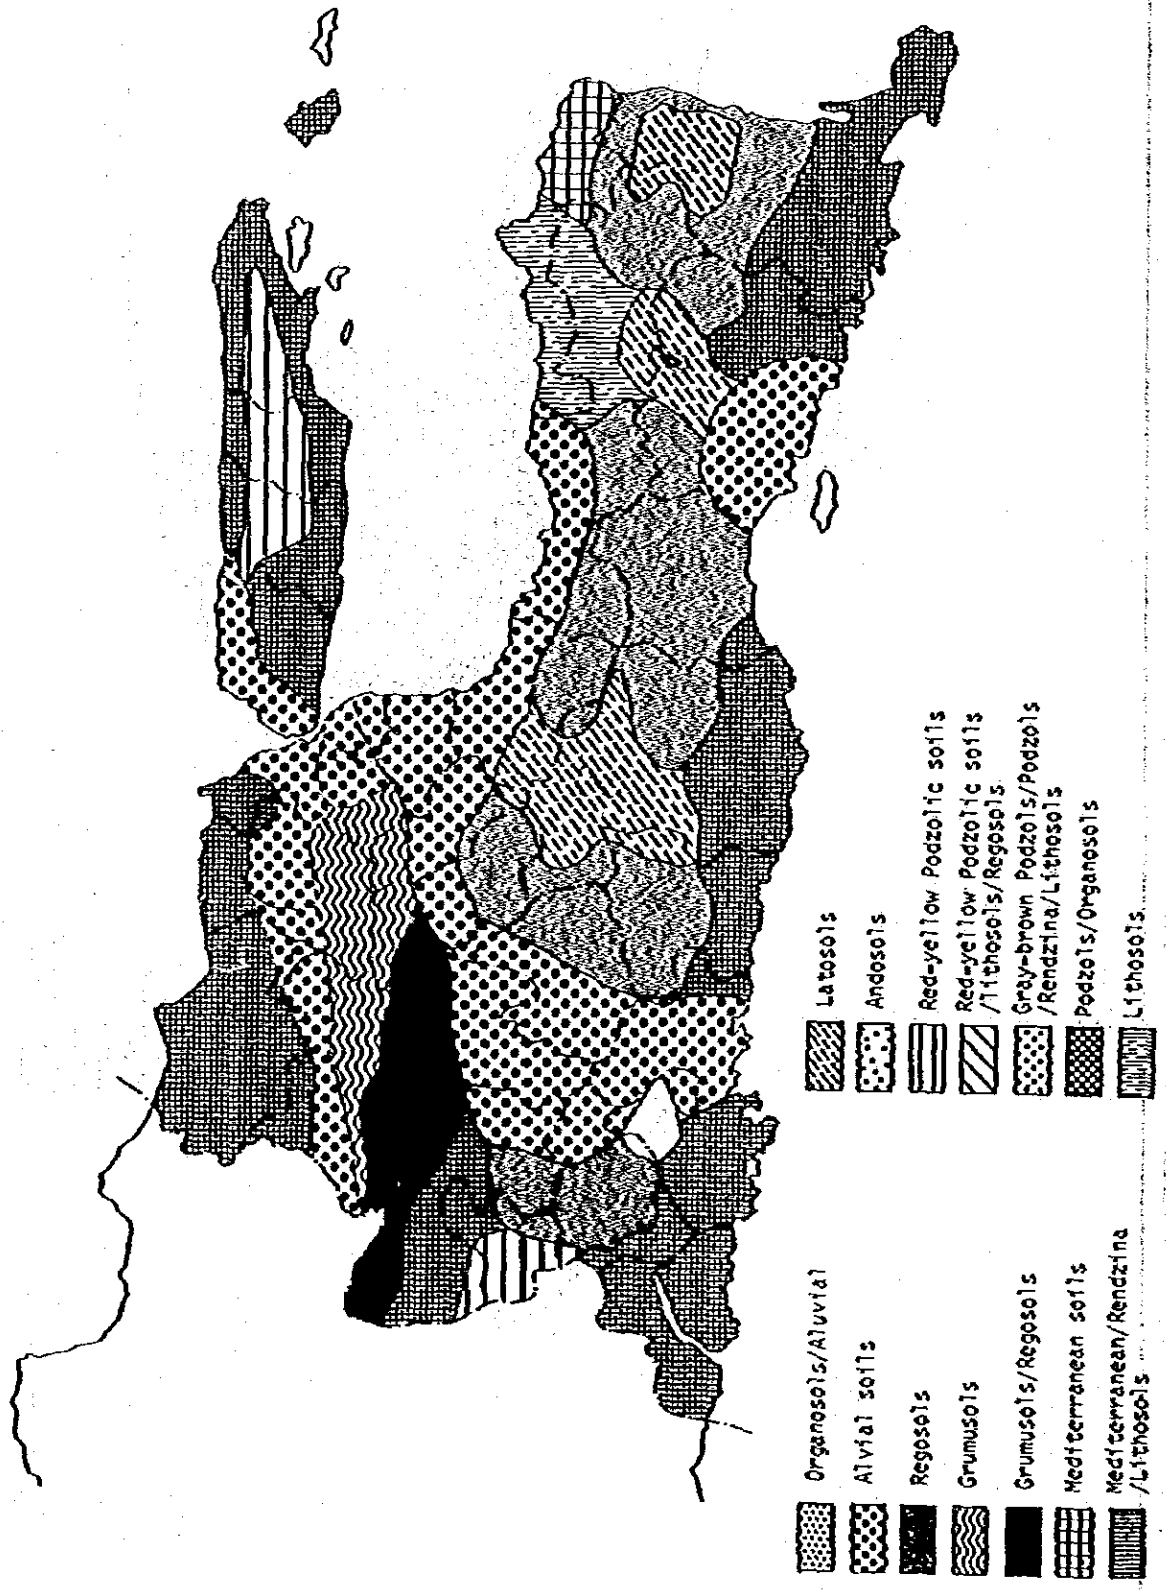 Organosols/Aluvial
Alvial soils
Regosols
Grumusols
Grumusols/Regosols
Mediterranean soils
Mediterranean/Rendzina
/Lithosols
Latosols
Andosols
Red-yellow Podzolic soils
Red-yellow Podzolic soils
/lithosols/Regosols
Gray-brown Podzols/Podzols
/Rendzina/Lithosols
Podzols/Organosols
Lithosols